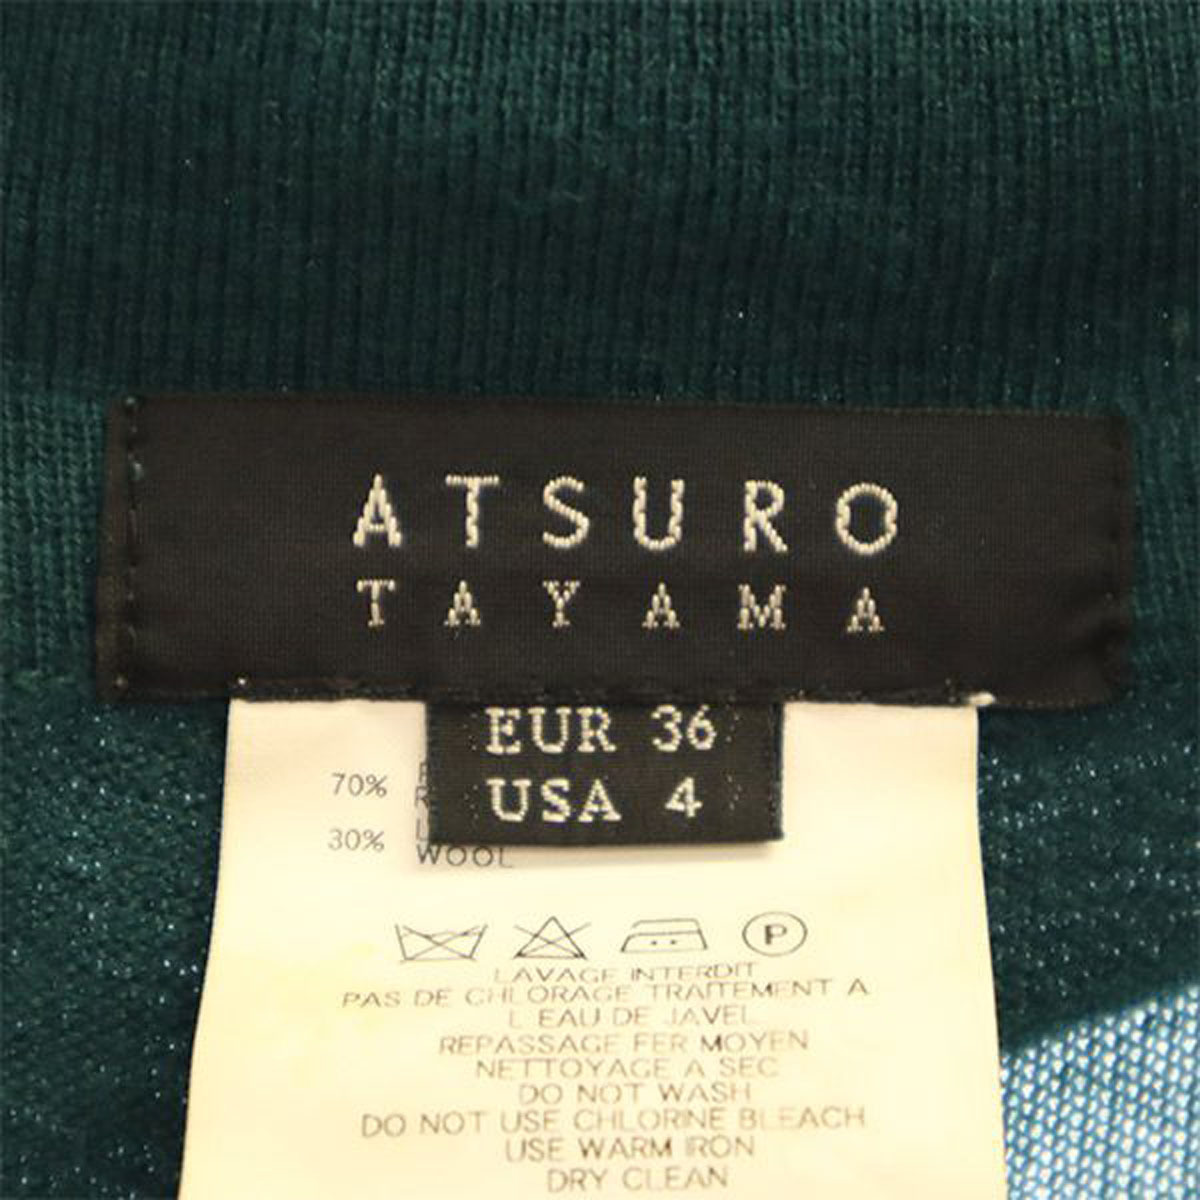 ATSURO
TAYAMA
EUR 36
USA 4
70%
30%
WOOL
P
LAVAGE INTERDIT
PAS DE CHLORAGE TRAITEMENT A
L EAU DE JAVEL
REPASSAGE FER MOYEN
NETTOYAGE A SEC
DO NOT WASH
DO NOT USE CHLORINE BLEACH
USE WARM IRON
DRY CLEAN